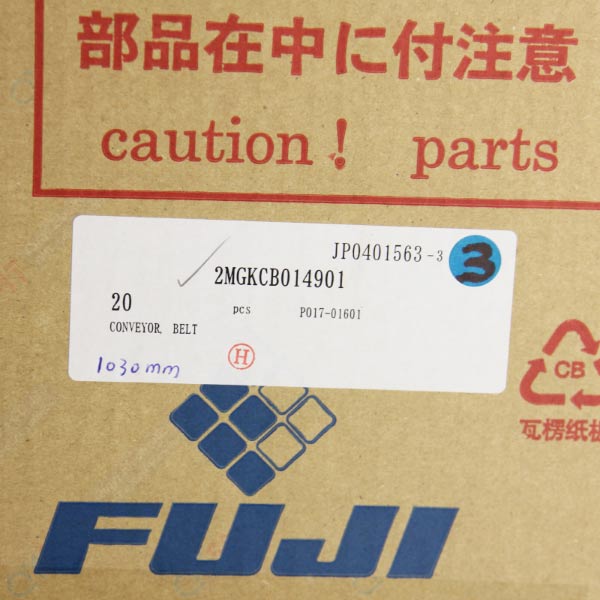 部品在中に付注意
caution! parts
JP0401563-3
3
2MGKCB014901
20 pcs P017-01601
CONVEYOR, BELT
1030mm
H
CB
瓦楞纸板
FUJI